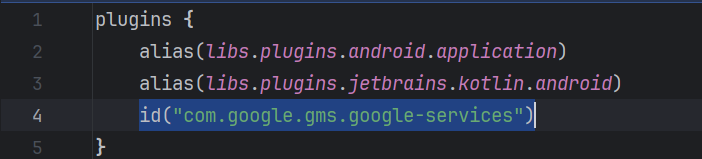 1 plugins {
2 alias(libs.plugins.android.application)
3 alias(libs.plugins.jetbrains.kotlin.android)
4 id("com.google.gms.google-services")
5 }